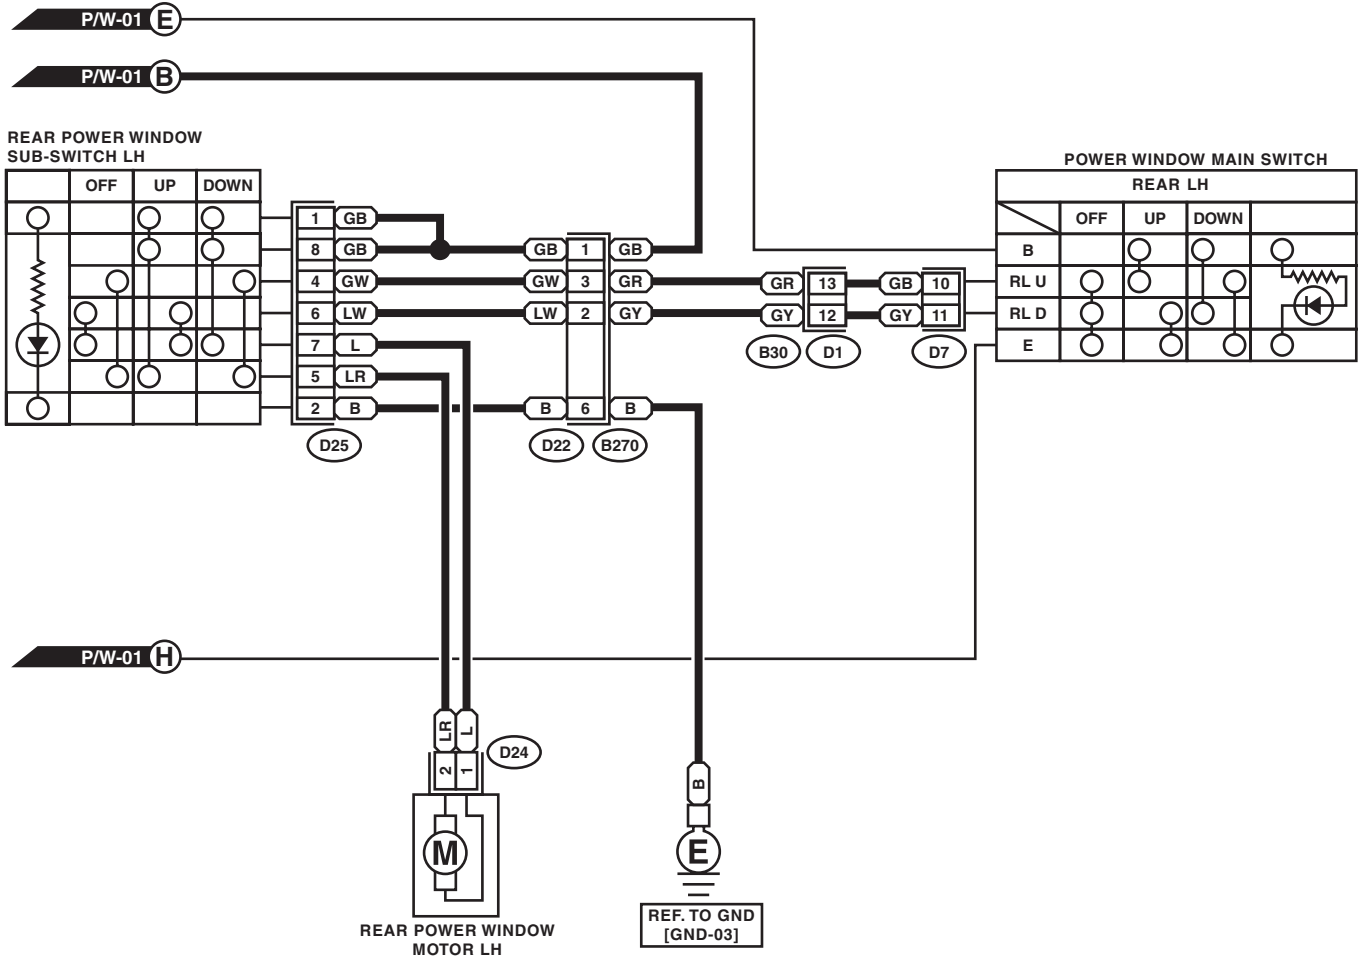 P/W-01 E
P/W-01 B
REAR POWER WINDOW
SUB-SWITCH LH
OFF UP DOWN
1 GB
8 GB GB 1 GB
4 GW GW 3 GR GR 13 GB 10
6 LW LW 2 GY GY 12 GY 11
7 L
5 LR
2 B B 6 B
D25 D22 B270
B30 D1 D7
POWER WINDOW MAIN SWITCH
REAR LH
OFF UP DOWN
B
RL U
RL D
E
P/W-01 H
LR L
2 1
D24
M
REAR POWER WINDOW
MOTOR LH
B
E
REF. TO GND
[GND-03]